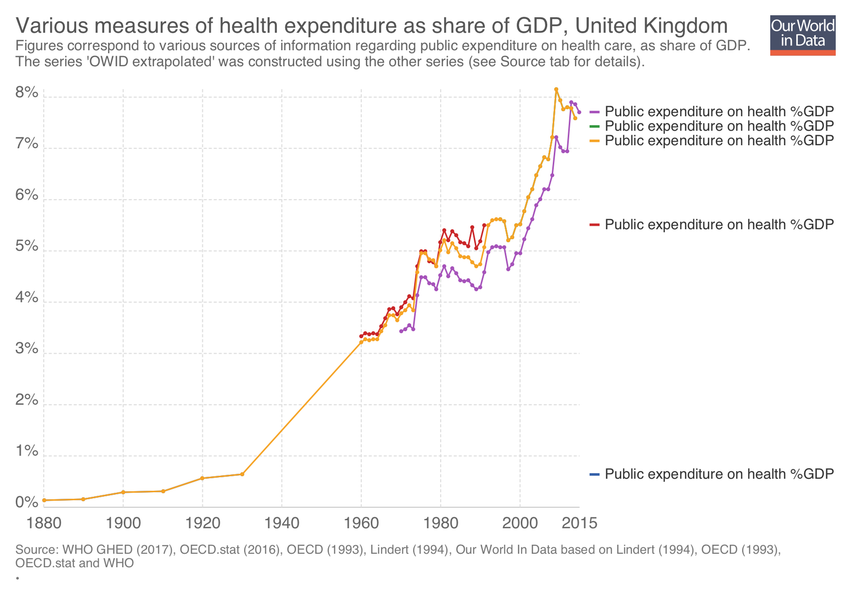 Various measures of health expenditure as share of GDP, United Kingdom
Our World
in Data
Figures correspond to various sources of information regarding public expenditure on health care, as share of GDP.
The series 'OWID extrapolated' was constructed using the other series (see Source tab for details).
8%
7%
6%
5%
4%
3%
2%
1%
0%
1880
1900
1920
1940
1960
1980
2000
2015
Public expenditure on health %GDP
Public expenditure on health %GDP
Public expenditure on health %GDP
Public expenditure on health %GDP
Public expenditure on health %GDP
Source: WHO GHED (2017), OECD.stat (2016), OECD (1993), Lindert (1994), Our World In Data based on Lindert (1994), OECD (1993),
OECD.stat and WHO
•